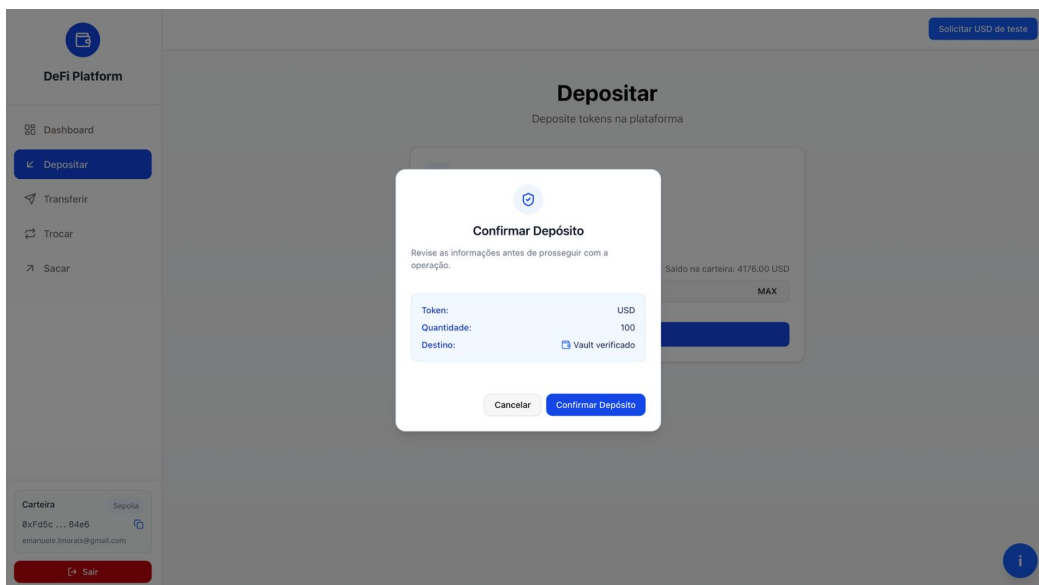 DeFi Platform
Dashboard
Depositar
Transferir
Trocar
Sacar
Carteira
Sepolia
0xFd5c ... 84e6
emanuele.lmorais@gmail.com
Sair
Solicitar USD de teste
Depositar
Deposite tokens na plataforma
Saldo na carteira: 4176.00 USD
MAX
Confirmar Depósito
Revise as informações antes de prosseguir com a
operação.
Token: USD
Quantidade: 100
Destino: Vault verificado
Cancelar Confirmar Depósito
i